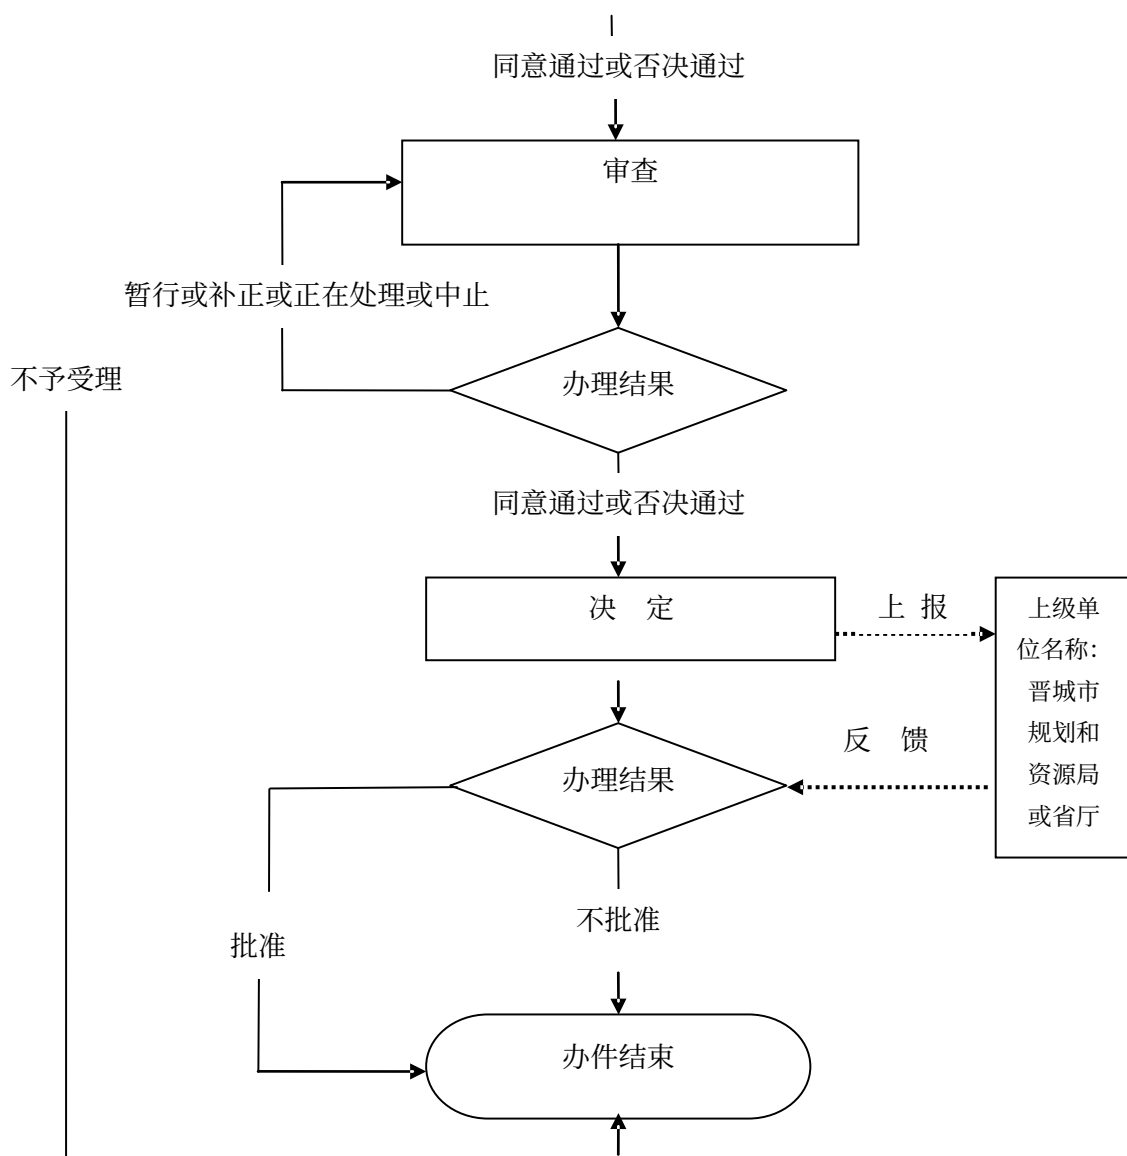 同意通过或否决通过
审查
暂行或补正或正在处理或中止
不予受理
办理结果
同意通过或否决通过
决 定
上 报
上级单
位名称：
晋城市
规划和
资源局
或省厅
反 馈
办理结果
不批准
批准
办件结束